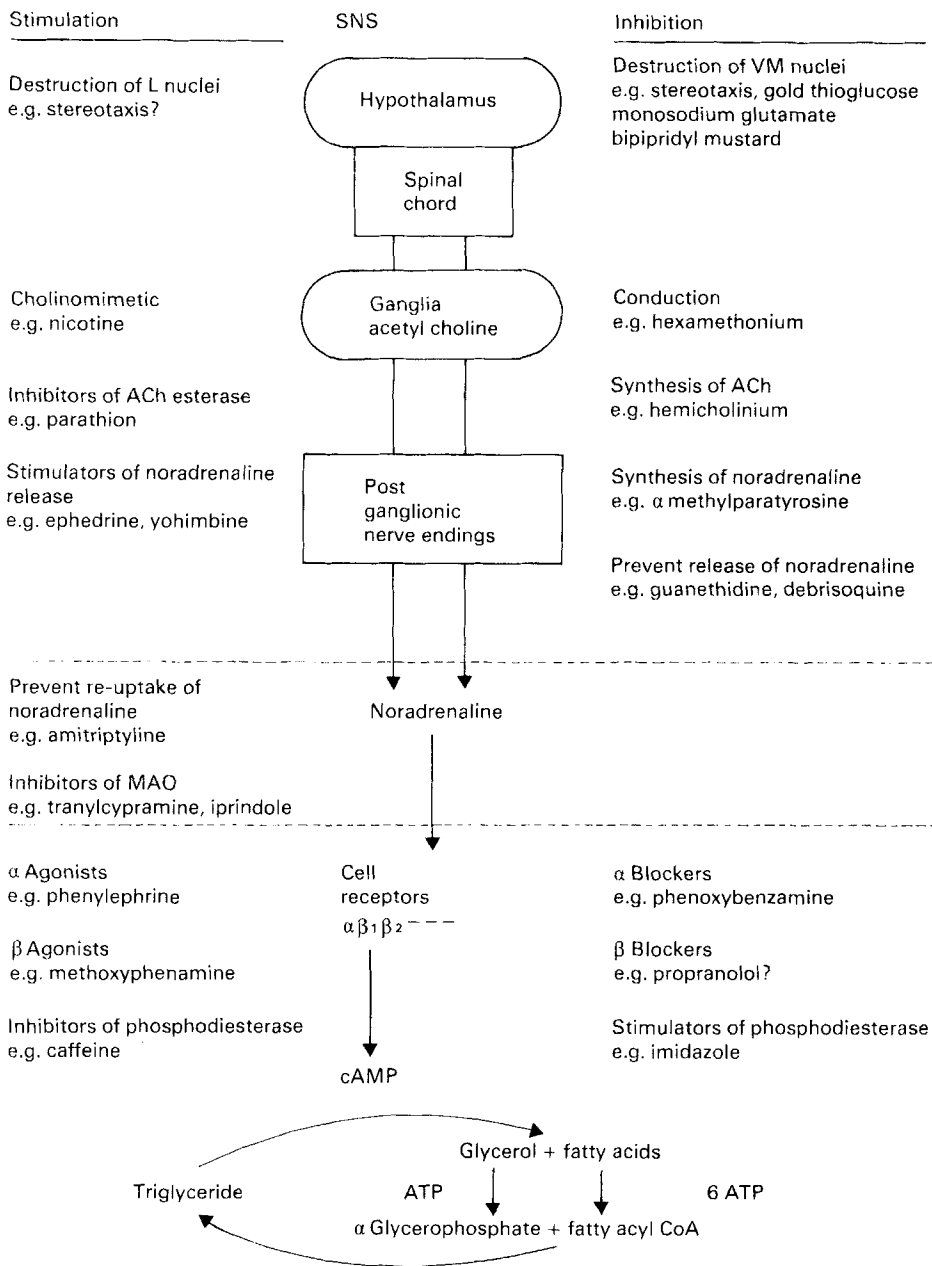 Stimulation
SNS
Inhibition
Destruction of L nuclei
e.g. stereotaxis?
Hypothalamus
Destruction of VM nuclei
e.g. stereotaxis, gold thioglucose
monosodium glutamate
bipipridyl mustard
Spinal
chord
Cholinomimetic
e.g. nicotine
Ganglia
acetyl choline
Conduction
e.g. hexamethonium
Inhibitors of ACh esterase
e.g. parathion
Synthesis of ACh
e.g. hemicholinium
Stimulators of noradrenaline
release
e.g. ephedrine, yohimbine
Post
ganglionic
nerve endings
Synthesis of noradrenaline
e.g. α methylparatyrosine
Prevent release of noradrenaline
e.g. guanethidine, debrisoquine
Prevent re-uptake of
noradrenaline
e.g. amitriptyline
Noradrenaline
Inhibitors of MAO
e.g. tranylcypramine, iprindole
α Agonists
e.g. phenylephrine
Cell
receptors
αβ1β2 – – –
α Blockers
e.g. phenoxybenzamine
β Agonists
e.g. methoxyphenamine
β Blockers
e.g. propranolol?
Inhibitors of phosphodiesterase
e.g. caffeine
Stimulators of phosphodiesterase
e.g. imidazole
cAMP
Glycerol + fatty acids
Triglyceride
ATP
6 ATP
α Glycerophosphate + fatty acyl CoA